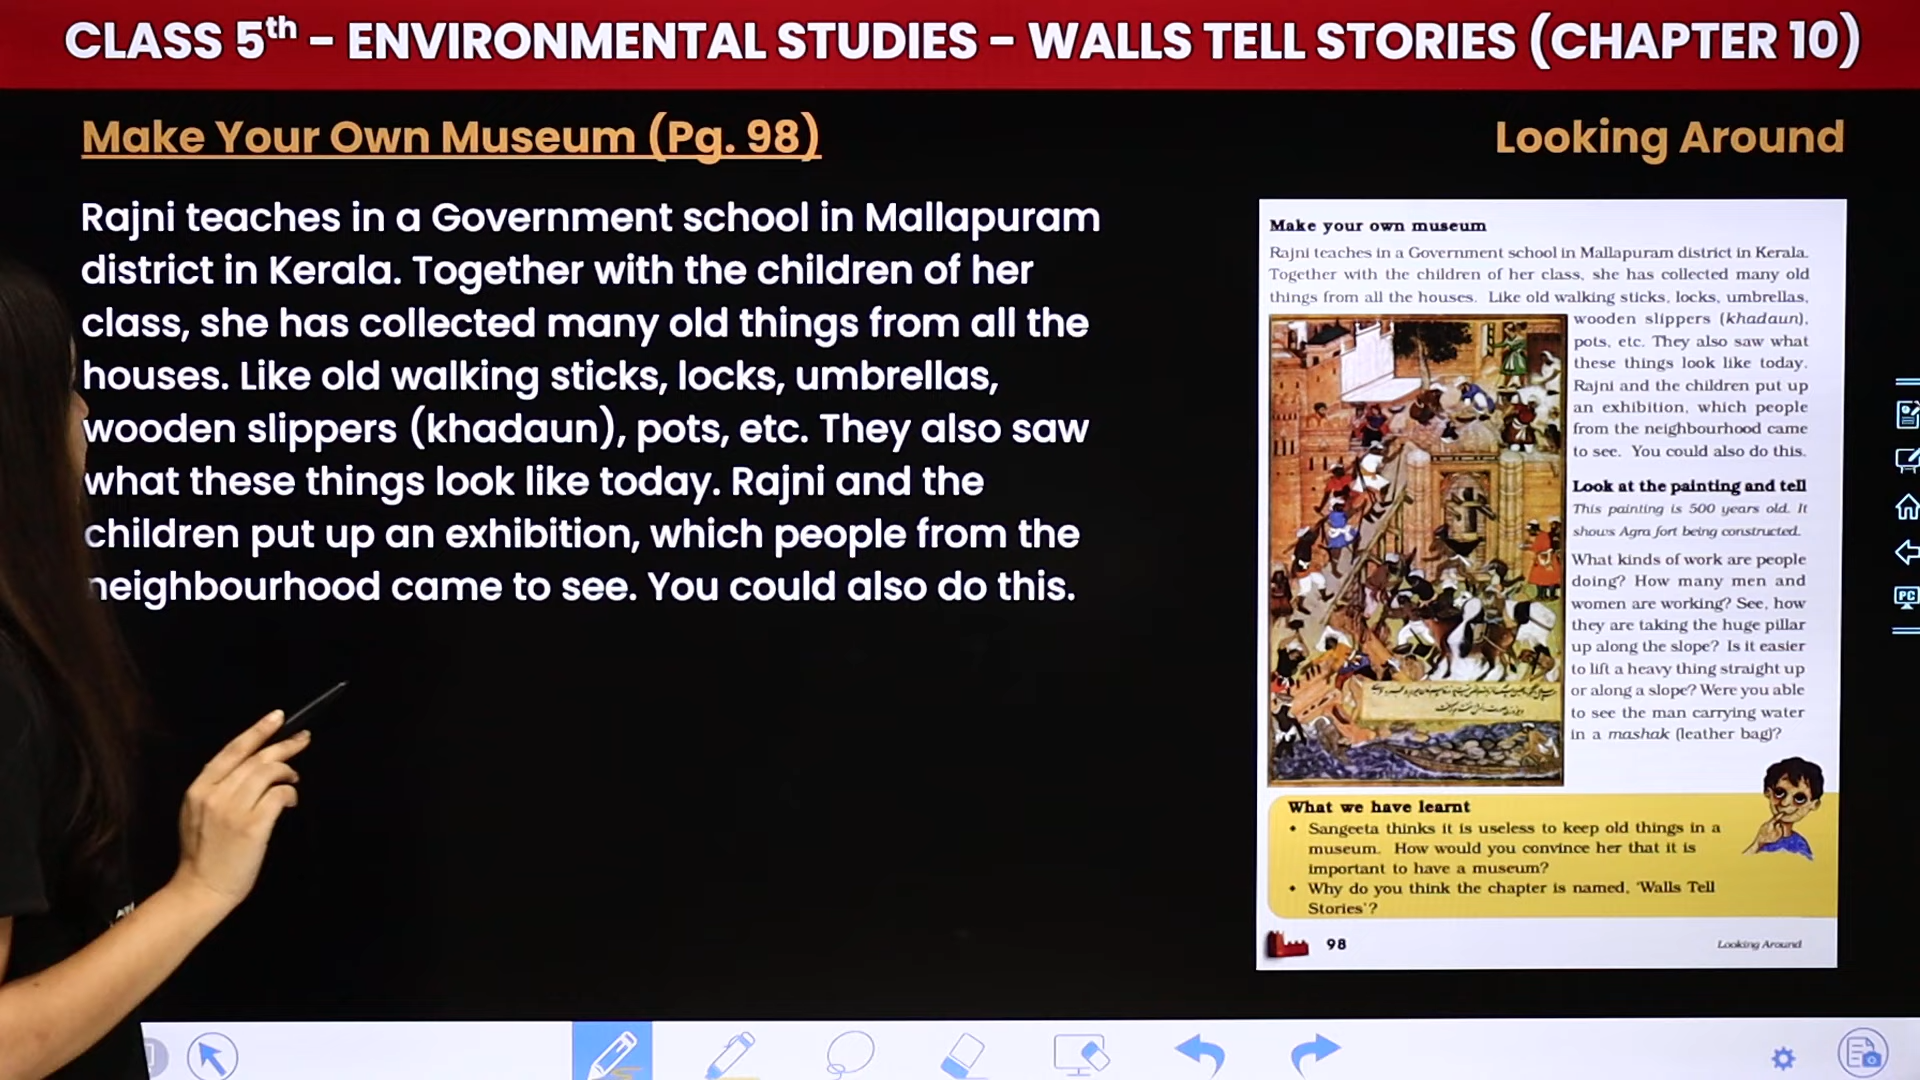 CLASS 5th - ENVIRONMENTAL STUDIES - WALLS TELL STORIES (CHAPTER 10)
Make Your Own Museum (Pg. 98)
Looking Around
Rajni teaches in a Government school in Mallapuram
district in Kerala. Together with the children of her
class, she has collected many old things from all the
houses. Like old walking sticks, locks, umbrellas,
wooden slippers (khadaun), pots, etc. They also saw
what these things look like today. Rajni and the
children put up an exhibition, which people from the
neighbourhood came to see. You could also do this.
Make your own museum
Rajni teaches in a Government school in Mallapuram district in Kerala.
Together with the children of her class, she has collected many old
things from all the houses. Like old walking sticks, locks, umbrellas,
wooden slippers (khadaun),
pots, etc. They also saw what
these things look like today.
Rajni and the children put up
an exhibition, which people
from the neighbourhood came
to see. You could also do this.
Look at the painting and tell
This painting is 500 years old. It
shows Agra fort being constructed.
What kinds of work are people
doing? How many men and
women are working? See, how
they are taking the huge pillar
up along the slope? Is it easier
to lift a heavy thing straight up
or along a slope? Were you able
to see the man carrying water
in a mashak (leather bag)?
What we have learnt
• Sangeeta thinks it is useless to keep old things in a
museum. How would you convince her that it is
important to have a museum?
• Why do you think the chapter is named, 'Walls Tell
Stories'?
98
Looking Around
PC